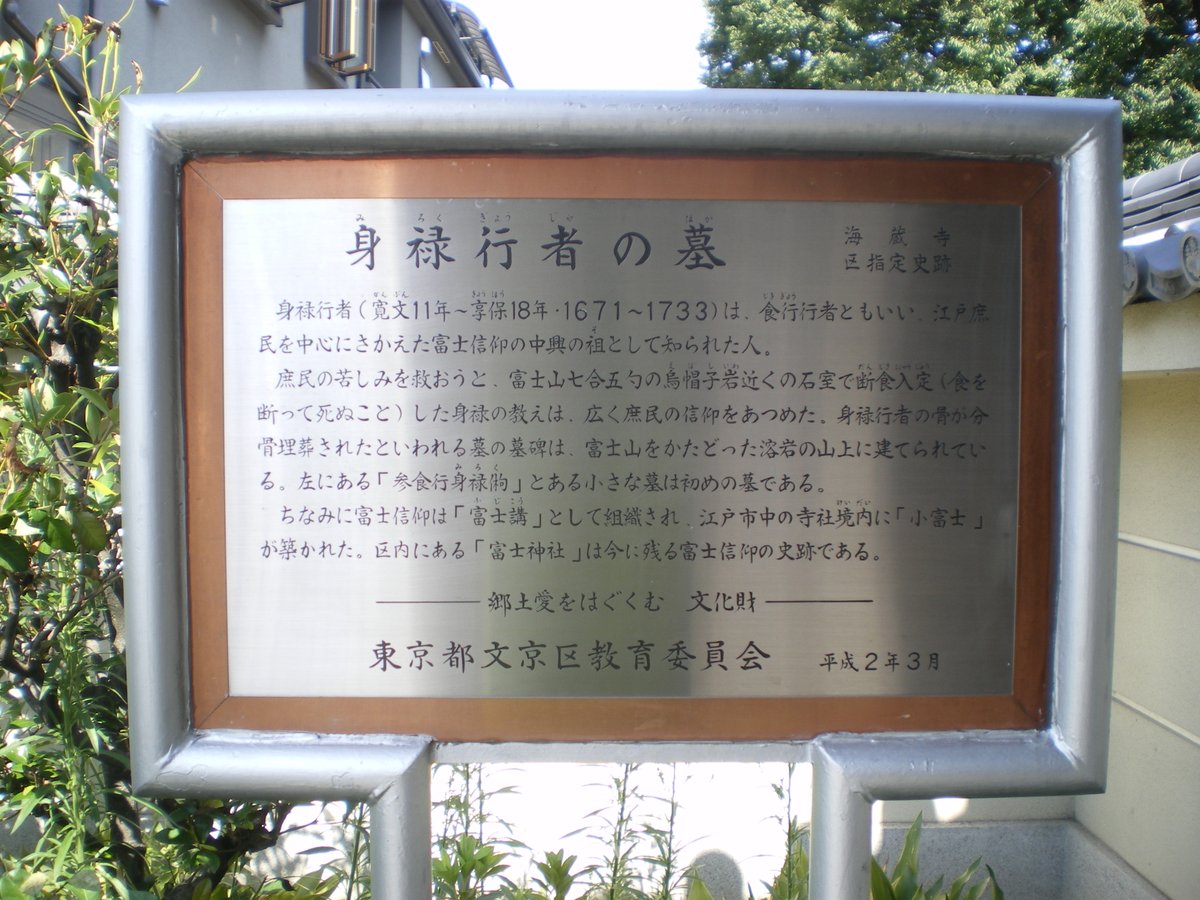 身禄行者の墓
海蔵寺
区指定史跡
身禄行者(寛文11年～享保18年・1671～1733)は、食行行者ともいい、江戸庶
民を中心にさかえた富士信仰の中興の祖として知られた人。
庶民の苦しみを救おうと、富士山七合五勺の烏帽子岩近くの石室で断食入定(食を
断って死ぬこと)した身禄の教えは、広く庶民の信仰をあつめた。身禄行者の骨が分
骨埋葬されたといわれる墓の墓碑は、富士山をかたどった溶岩の山上に建てられてい
る。左にある「参食行身禄䏩」とある小さな墓は初めの墓である。
ちなみに富士信仰は「富士講」として組織され、江戸市中の寺社境内に「小富士」
が築かれた。区内にある「富士神社」は今に残る富士信仰の史跡である。
郷土愛をはぐくむ 文化財
東京都文京区教育委員会 平成2年3月